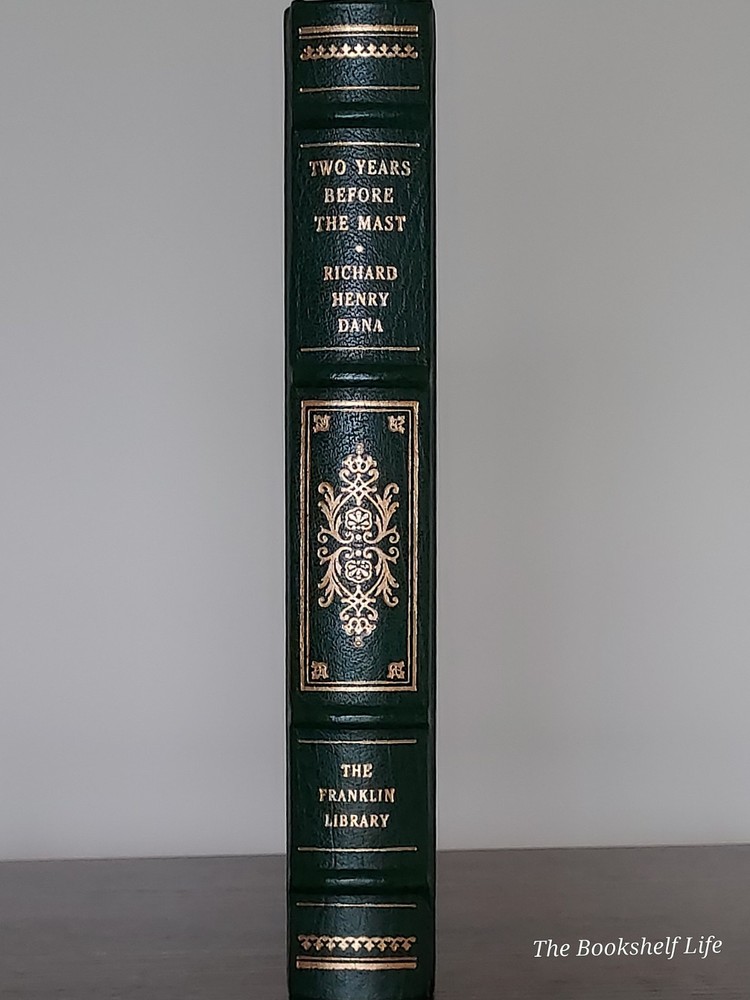 TWO YEARS
BEFORE
THE MAST
•
RICHARD
HENRY
DANA
THE
FRANKLIN
LIBRARY
The Bookshelf Life